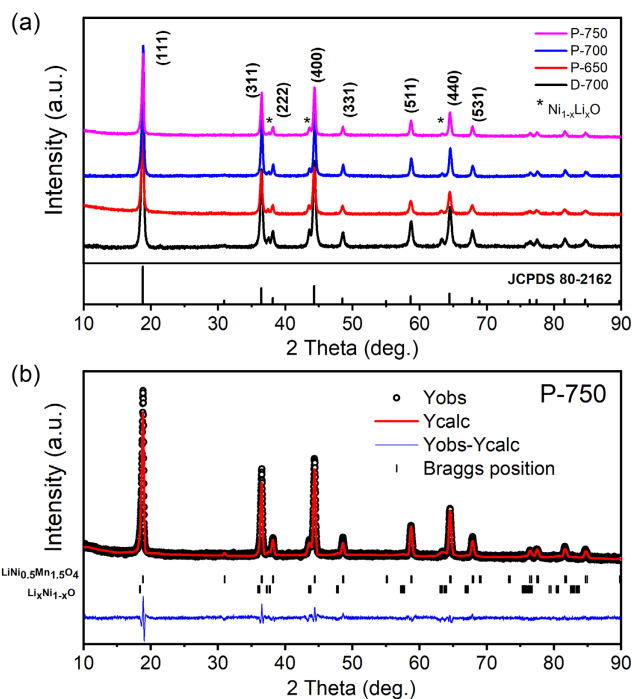 (a)
P-750
P-700
P-650
D-700
* Ni1-xLixO
(111)
(311)
*
(222)
*
(400)
(331)
(511)
*
(440)
(531)
Intensity (a.u.)
JCPDS 80-2162
10 20 30 40 50 60 70 80 90
2 Theta (deg.)
(b)
P-750
Yobs
Ycalc
Yobs-Ycalc
Braggs position
Intensity (a.u.)
LiNi0.5Mn1.5O4
LixNi1-xO
10 20 30 40 50 60 70 80 90
2 Theta (deg.)